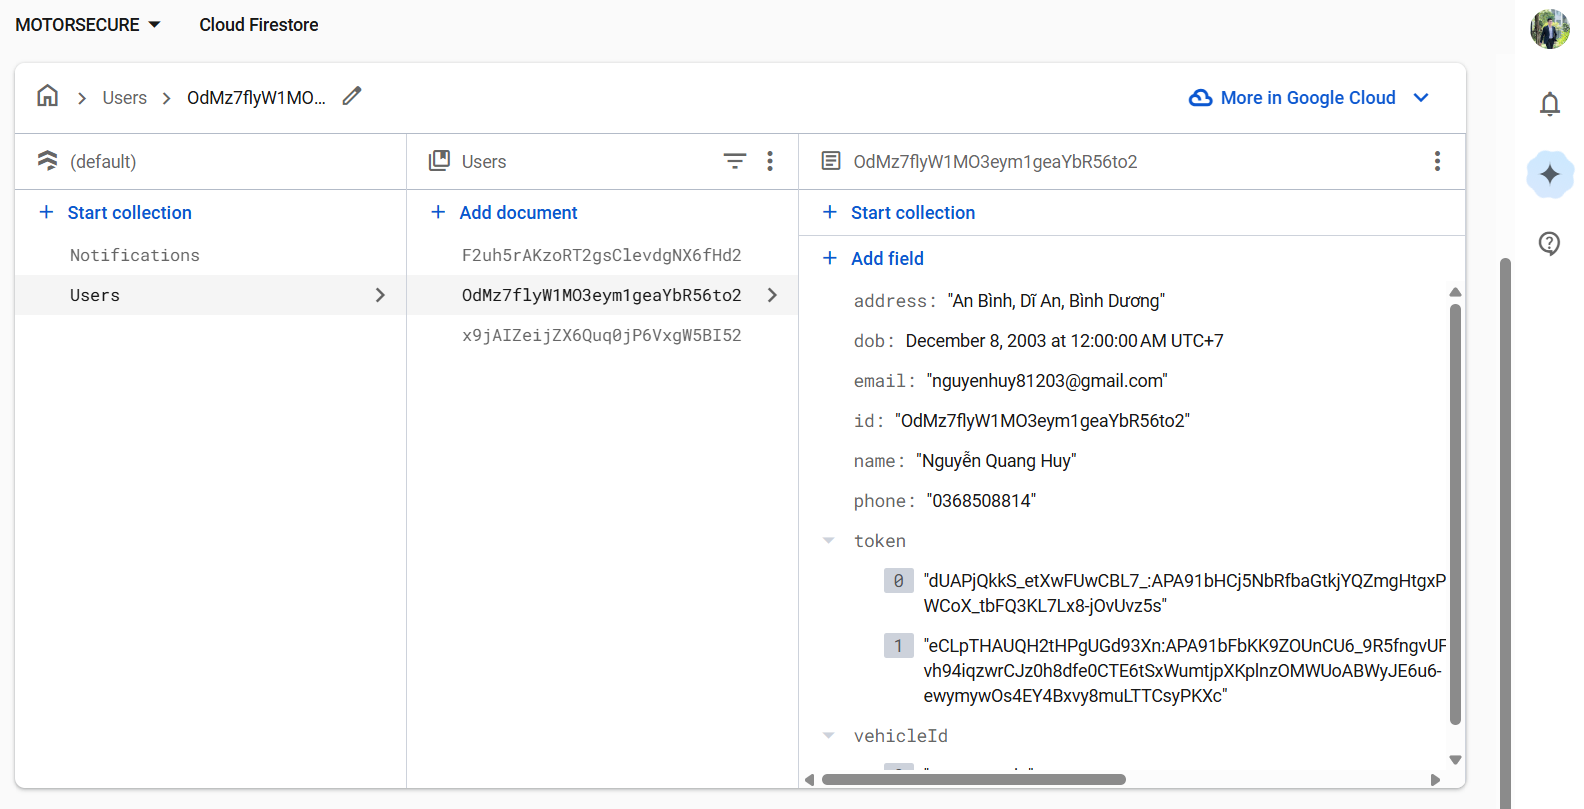 MOTORSECURE
Cloud Firestore
Users
OdMz7flyW1MO...
More in Google Cloud
(default)
Start collection
Notifications
Users
Users
Add document
F2uh5rAKzoRT2gsClevdgNX6fHd2
OdMz7flyW1MO3eym1geaYbR56to2
x9jAIZeijZX6Quq0jP6VxgW5BI52
OdMz7flyW1MO3eym1geaYbR56to2
Start collection
Add field
address: "An Bình, Dĩ An, Bình Dương"
dob: December 8, 2003 at 12:00:00 AM UTC+7
email: "nguyenhuy81203@gmail.com"
id: "OdMz7flyW1MO3eym1geaYbR56to2"
name: "Nguyễn Quang Huy"
phone: "0368508814"
token
0 "dUAPjQkkS_etXwFUwCBL7_:APA91bHCj5NbRfbaGtkjYQZmgHtgxP
WCoX_tbFQ3KL7Lx8-jOvUvz5s"
1 "eCLpTHAUQH2tHPgUGd93Xn:APA91bFbKK9ZOUnCU6_9R5fngvUF
vh94iqzwrCJz0h8dfe0CTE6tSxWumtjpXKplnzOMWUoABWyJE6u6-
ewymywOs4EY4Bxvy8muLTTCsyPKXc"
vehicleId